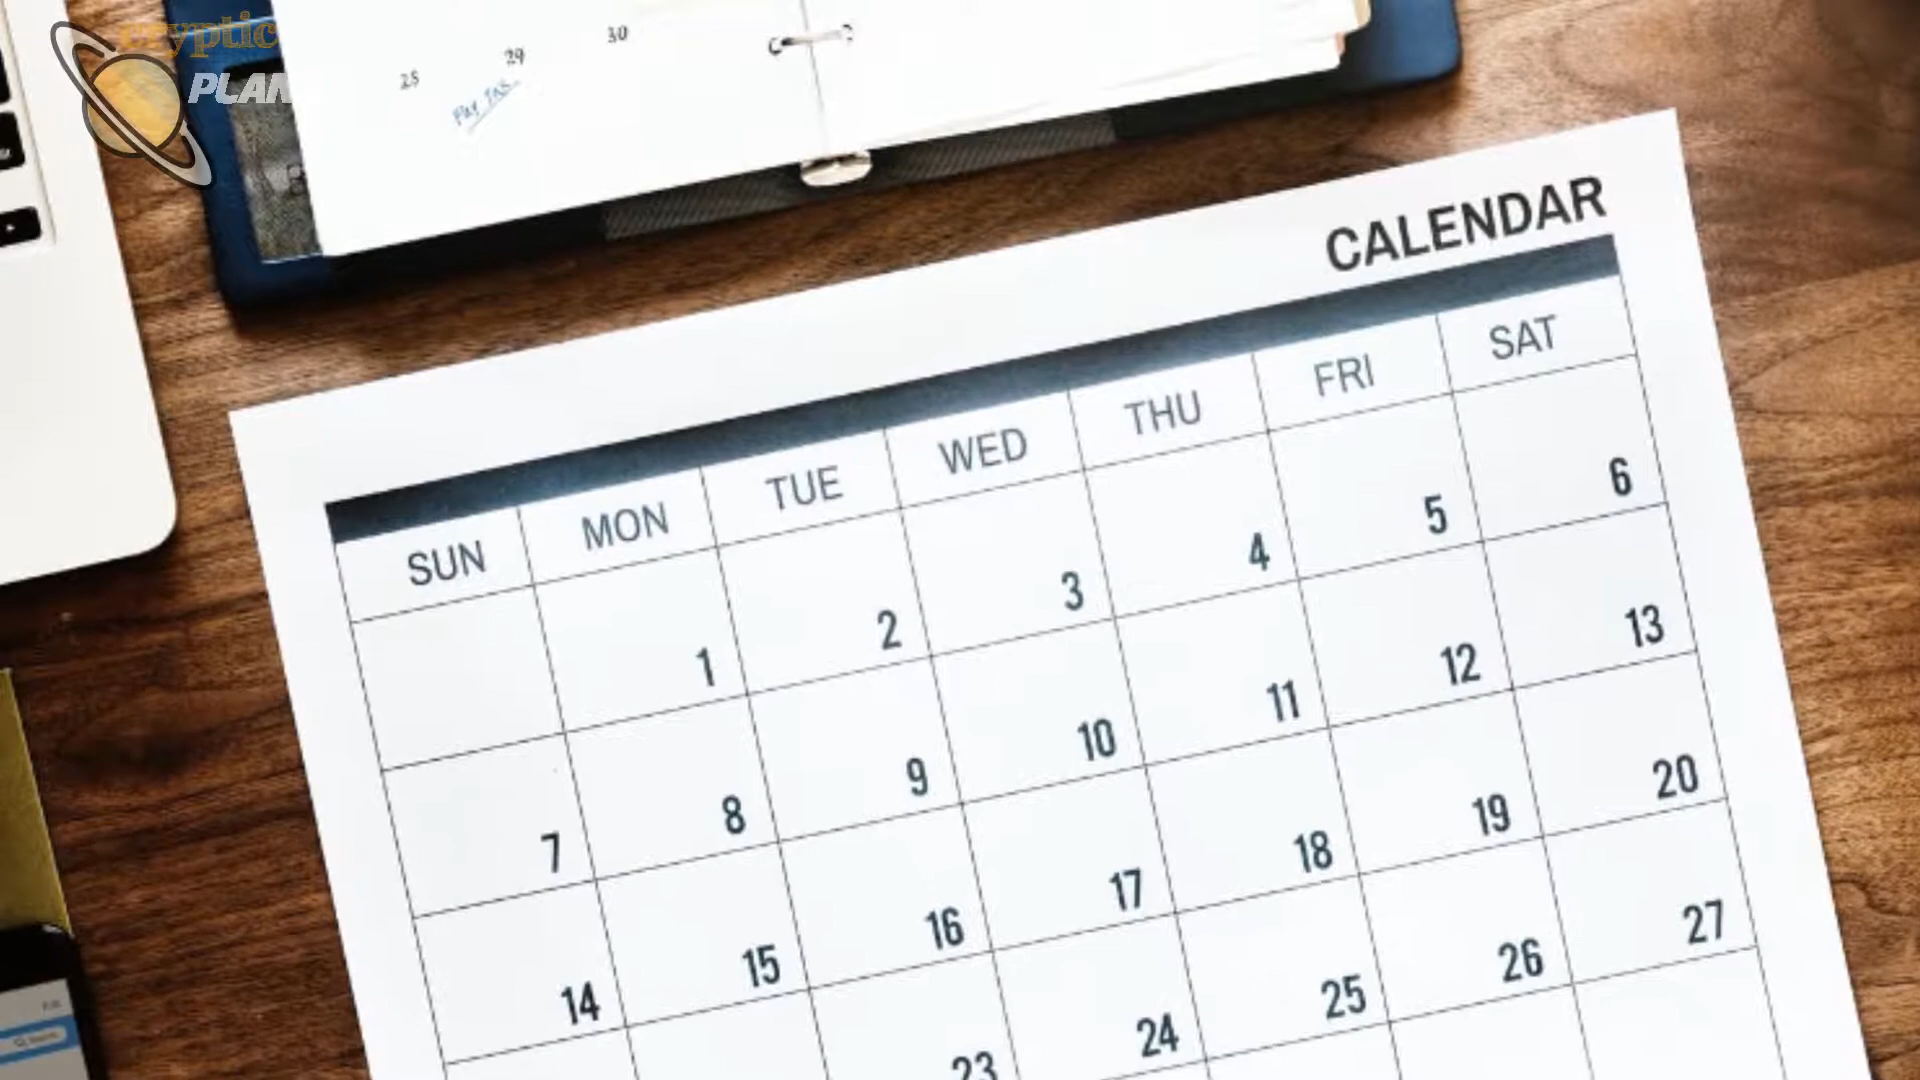 cryptic
PLAN
25 29 30
Pay Ins.
CALENDAR
SUN MON TUE WED THU FRI SAT
1 2 3 4 5 6
7 8 9 10 11 12 13
14 15 16 17 18 19 20
23 24 25 26 27